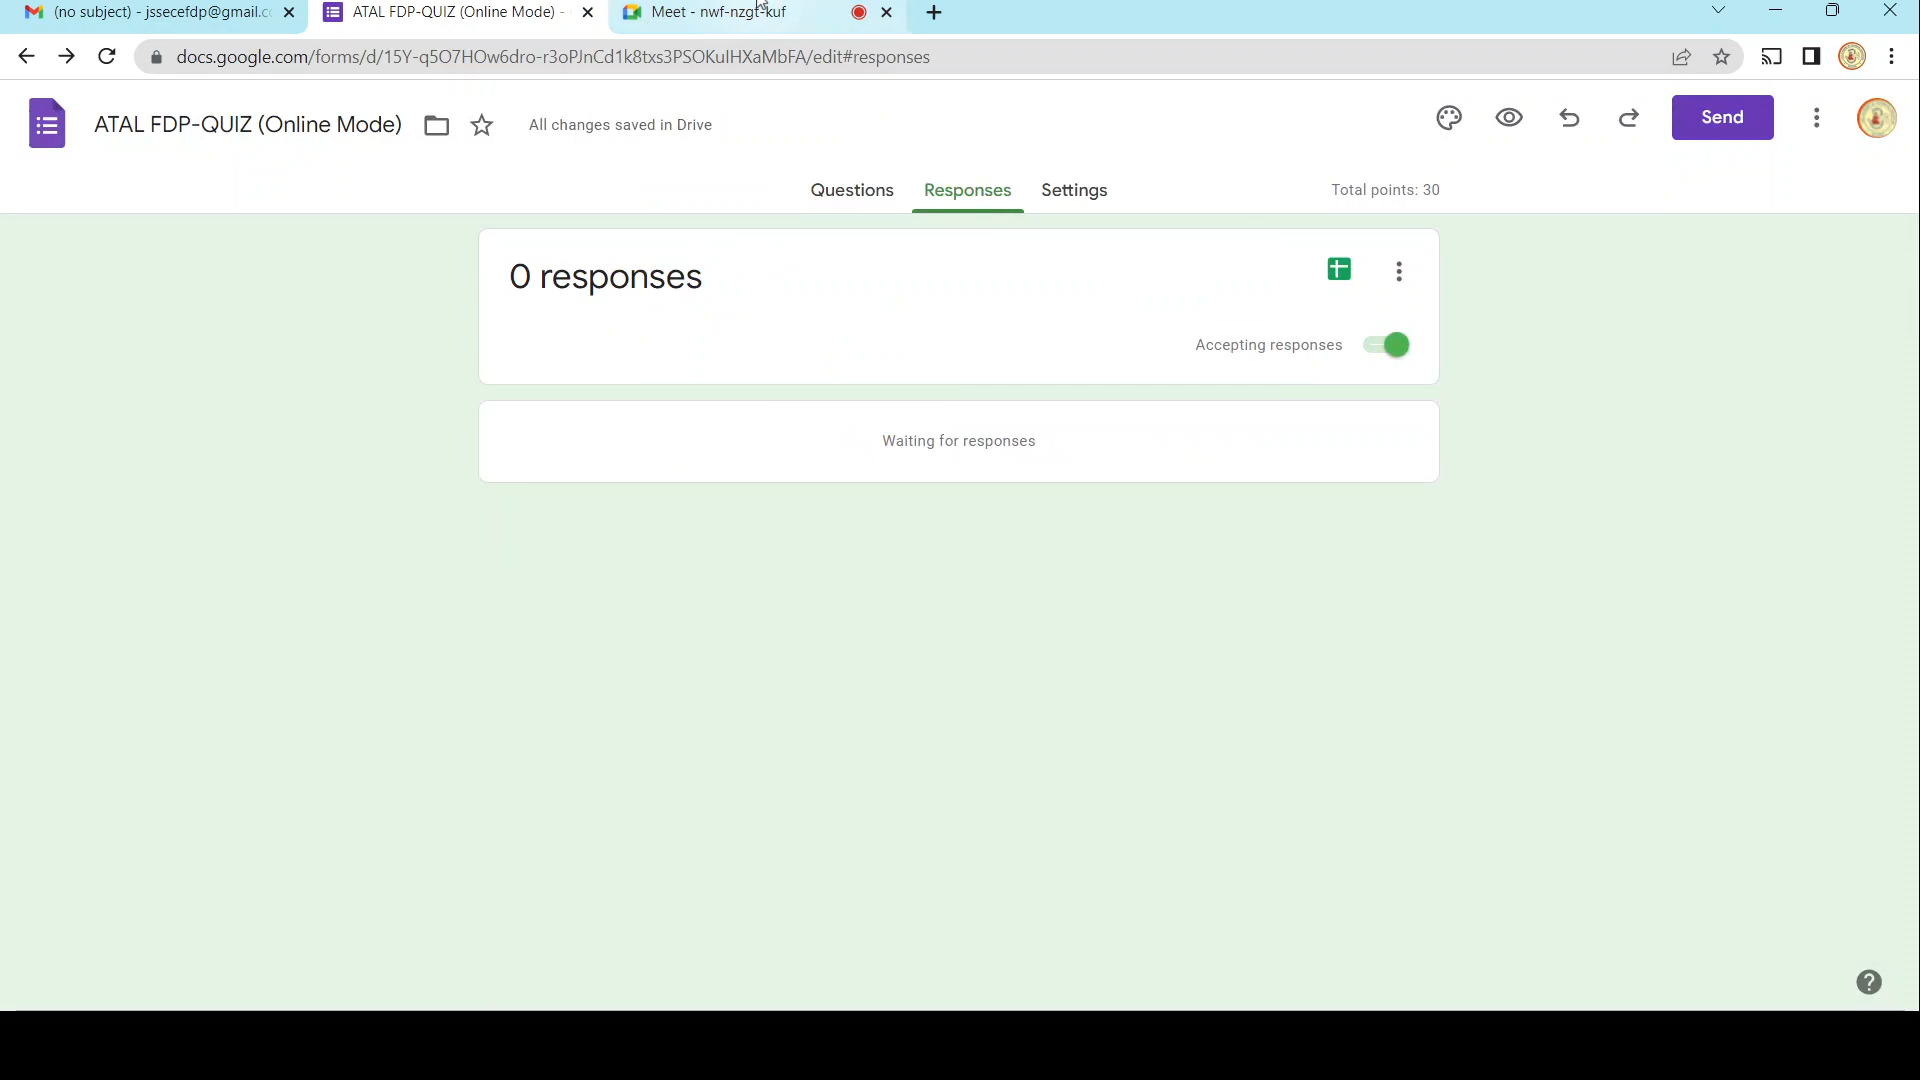 (no subject) - jssecefdp@gmail.c
ATAL FDP-QUIZ (Online Mode) -
Meet - nwf-nzgt-kuf
docs.google.com/forms/d/15Y-q5O7HOw6dro-r3oPJnCd1k8txs3PSOKulHXaMbFA/edit#responses
ATAL FDP-QUIZ (Online Mode)
All changes saved in Drive
Send
Questions
Responses
Settings
Total points: 30
0 responses
Accepting responses
Waiting for responses